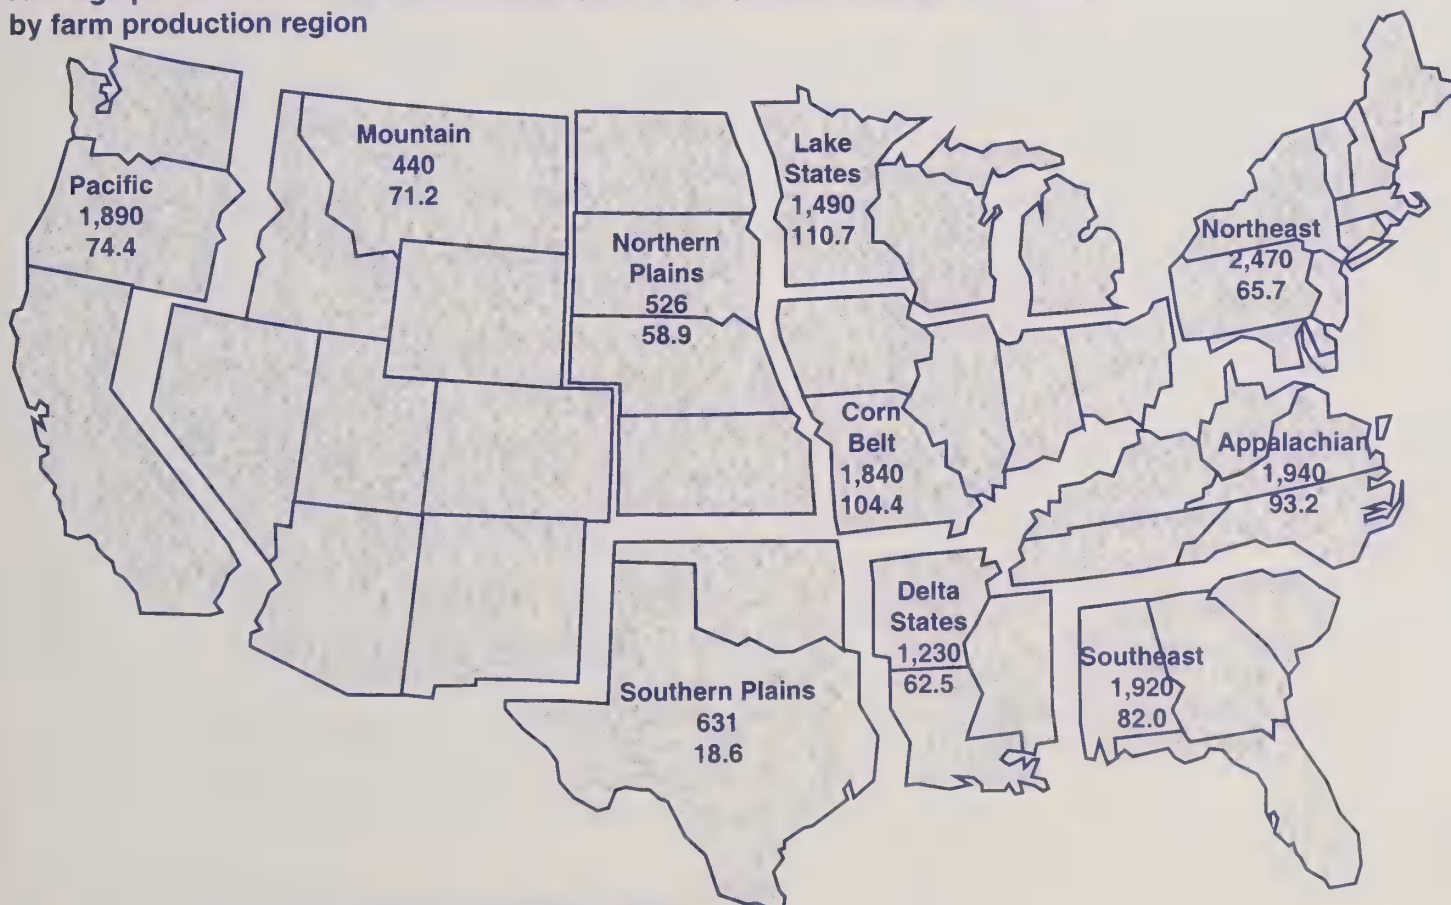 by farm production region
Mountain
440
71.2
Pacific
1,890
74.4
Northern
Plains
526
58.9
Lake
States
1,490
110.7
Northeast
2,470
65.7
Corn
Belt
1,840
104.4
Appalachian
1,940
93.2
Delta
States
1,230
62.5
Southeast
1,920
82.0
Southern Plains
631
18.6